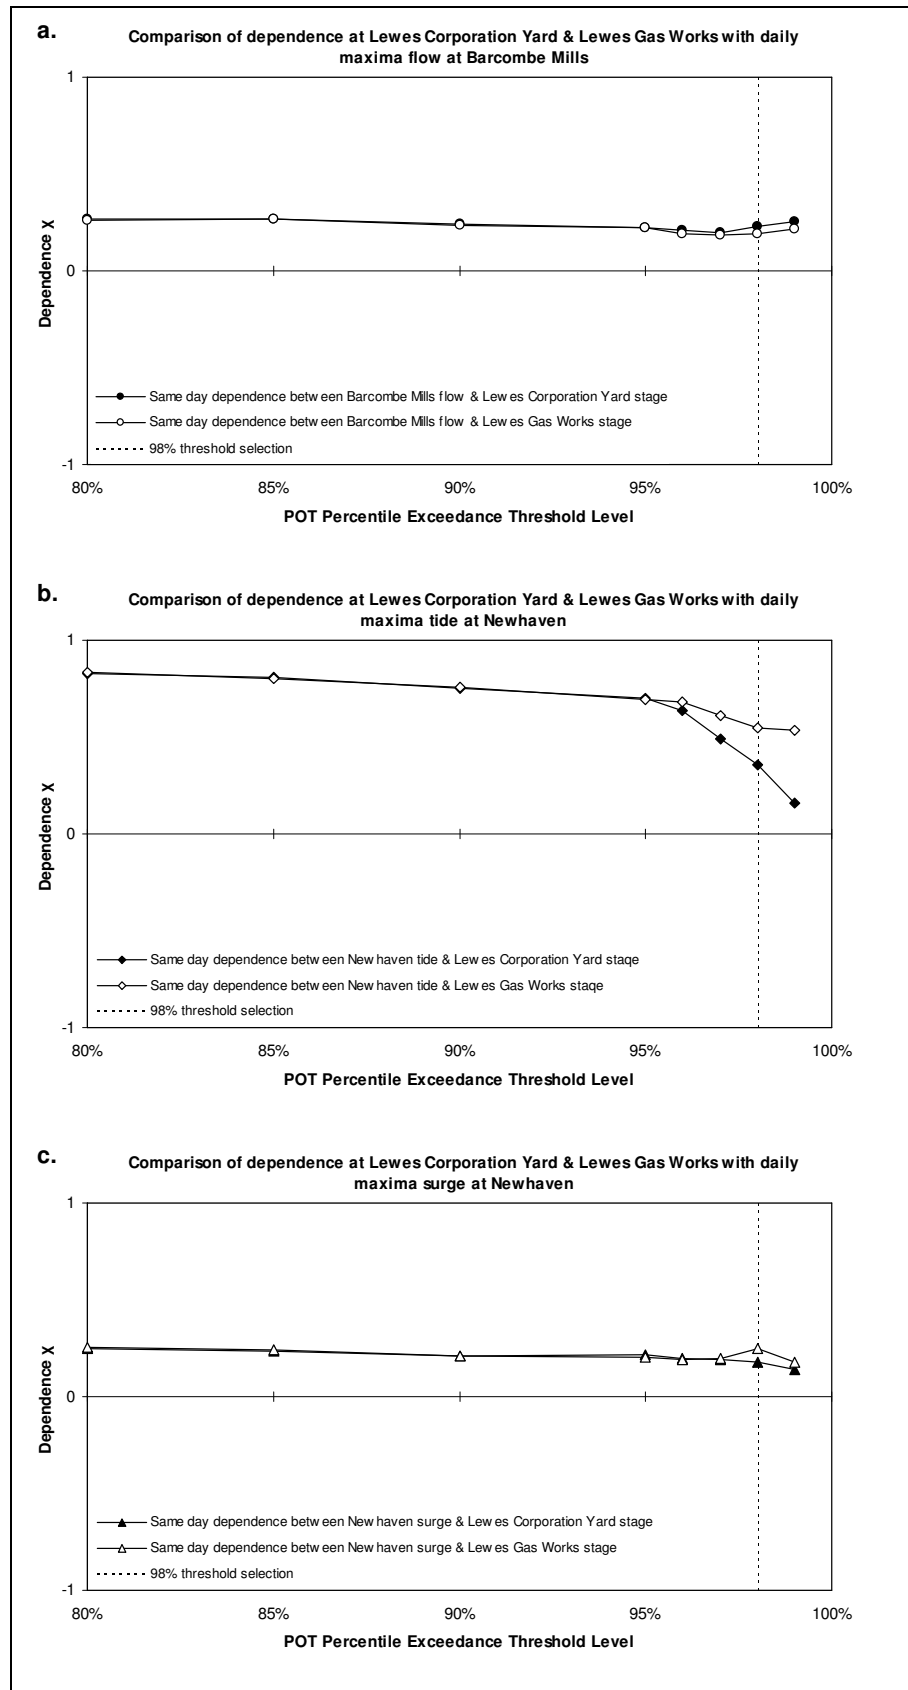 a.
Comparison of dependence at Lewes Corporation Yard & Lewes Gas Works with daily
maxima flow at Barcombe Mills
1
0
-1
Dependence χ
Same day dependence between Barcombe Mills flow & Lewes Corporation Yard stage
Same day dependence between Barcombe Mills flow & Lewes Gas Works stage
98% threshold selection
80% 85% 90% 95% 100%
POT Percentile Exceedance Threshold Level
b.
Comparison of dependence at Lewes Corporation Yard & Lewes Gas Works with daily
maxima tide at Newhaven
1
0
-1
Dependence χ
Same day dependence between Newhaven tide & Lewes Corporation Yard stage
Same day dependence between Newhaven tide & Lewes Gas Works stage
98% threshold selection
80% 85% 90% 95% 100%
POT Percentile Exceedance Threshold Level
c.
Comparison of dependence at Lewes Corporation Yard & Lewes Gas Works with daily
maxima surge at Newhaven
1
0
-1
Dependence χ
Same day dependence between Newhaven surge & Lewes Corporation Yard stage
Same day dependence between Newhaven surge & Lewes Gas Works stage
98% threshold selection
80% 85% 90% 95% 100%
POT Percentile Exceedance Threshold Level